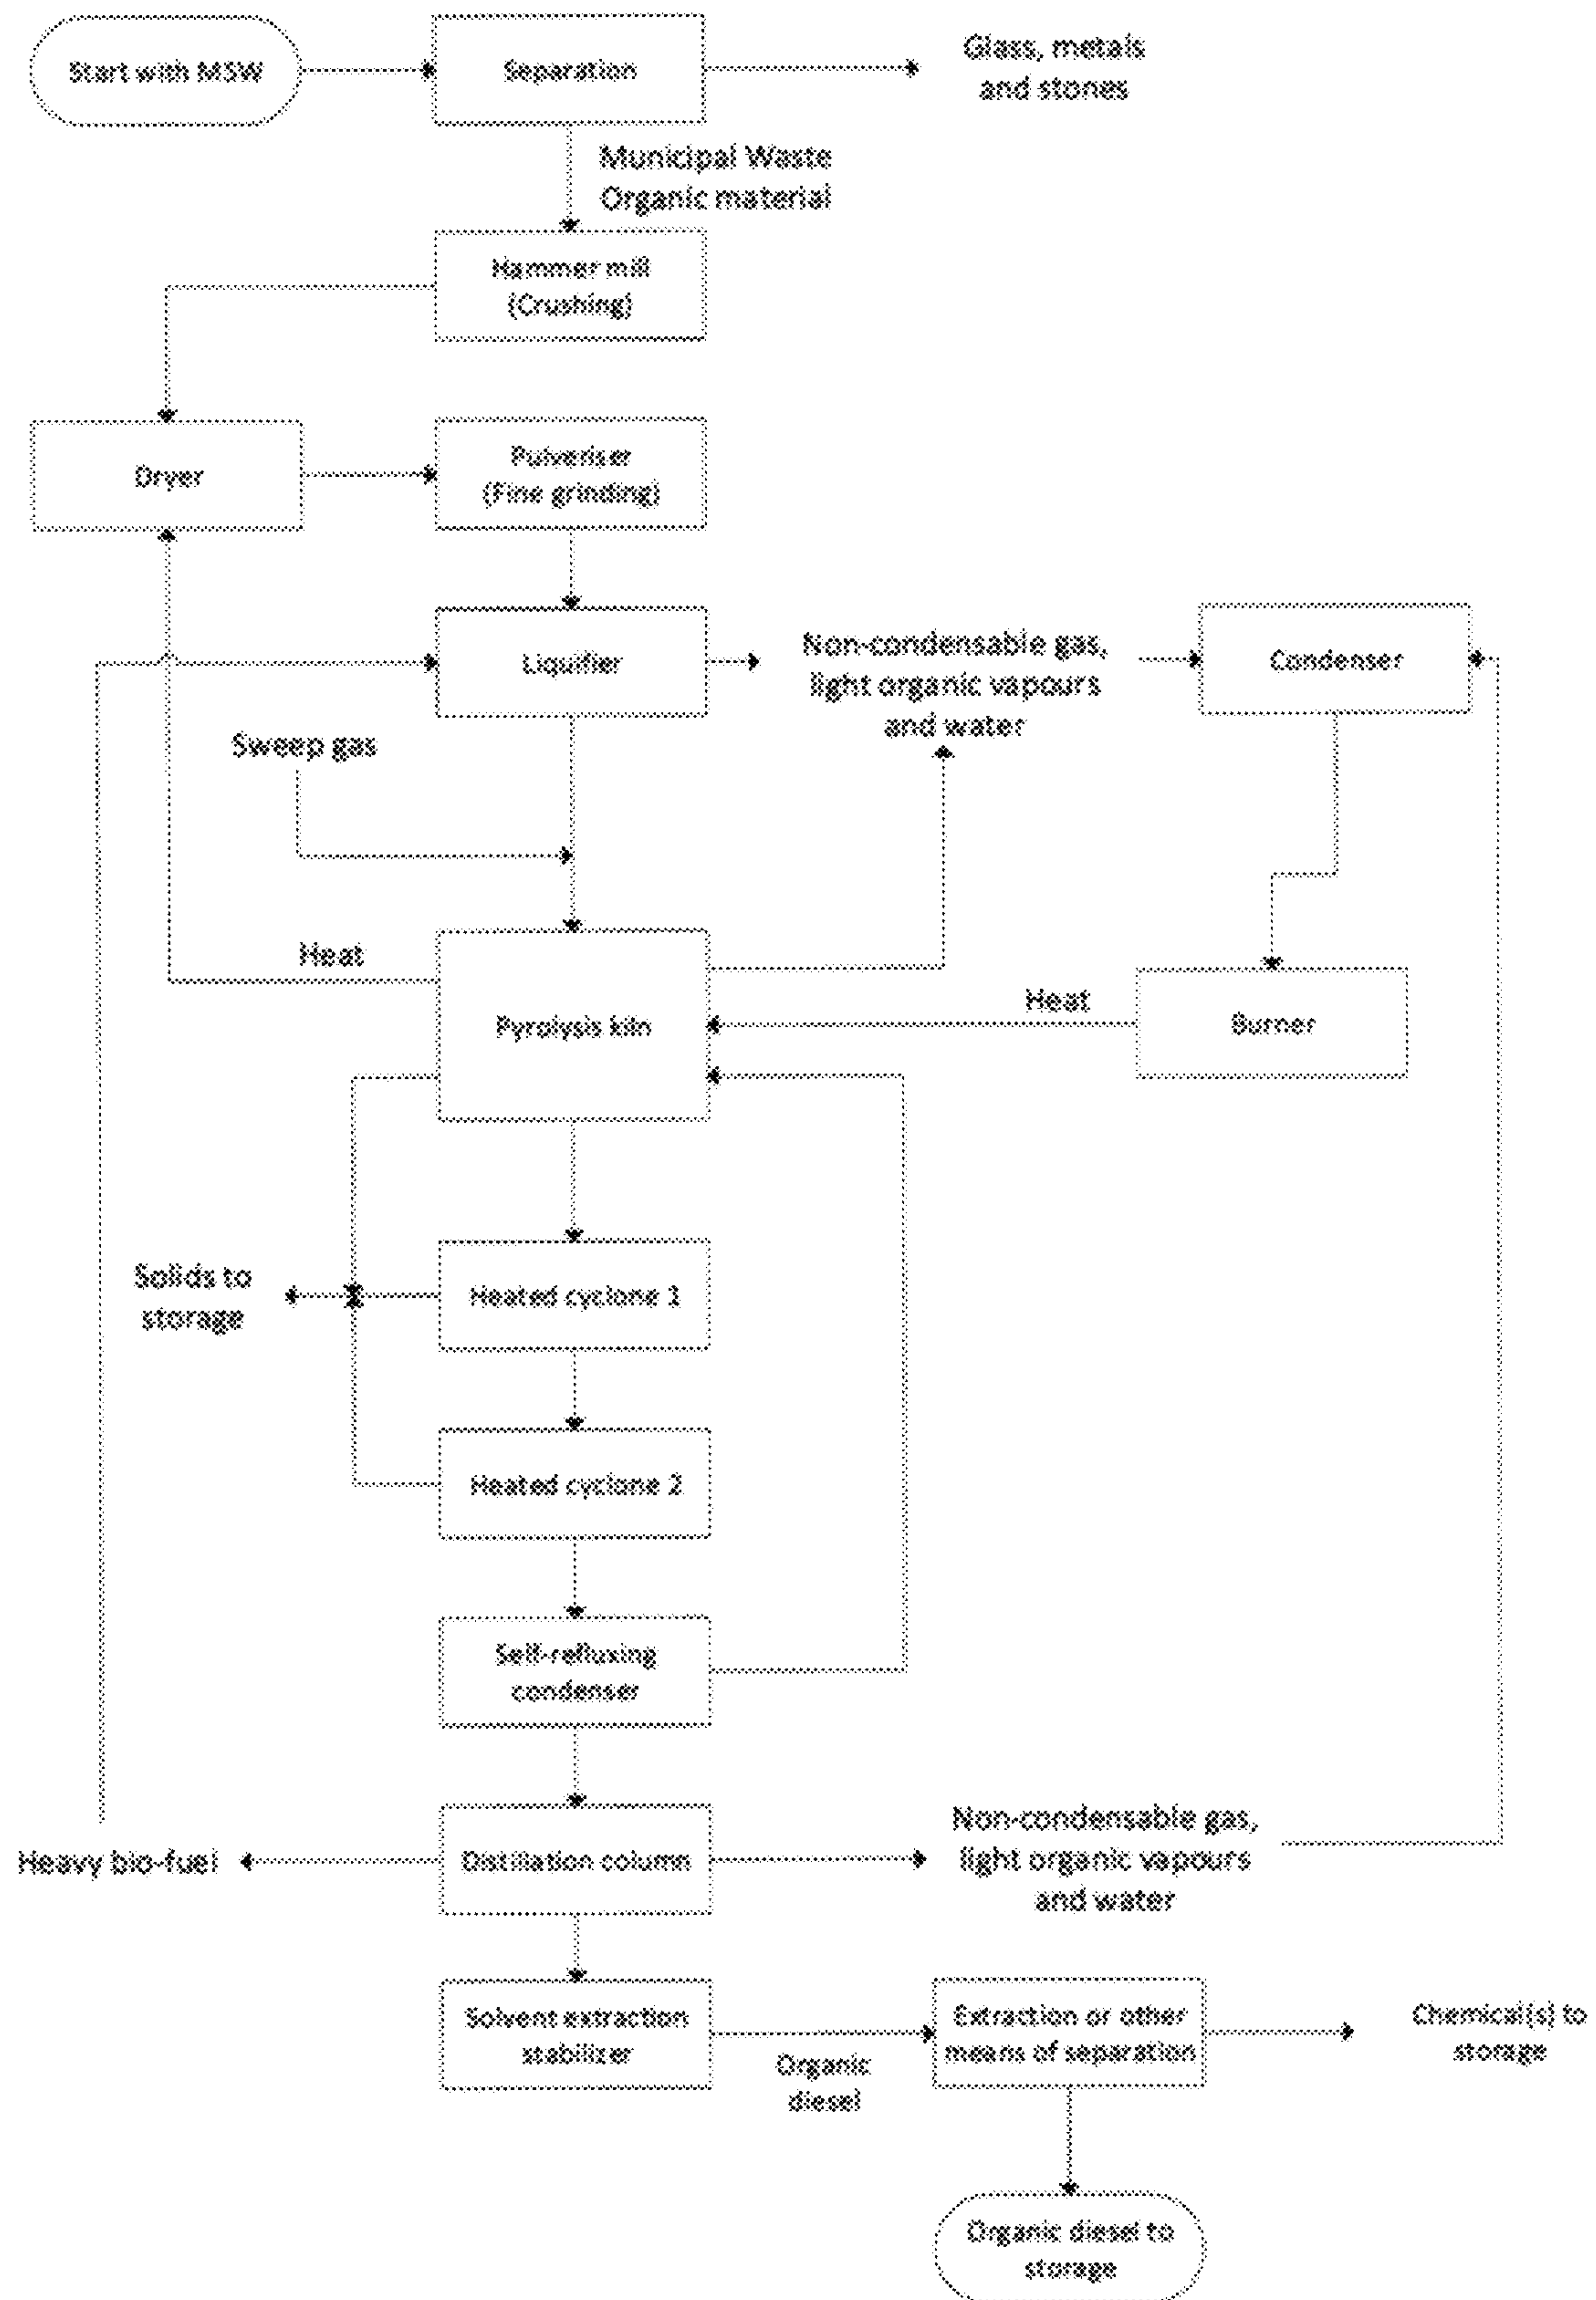 Start with MSW
Separation
Glass, metals
and stones
Municipal Waste
Organic material
Hammer mill
(Crushing)
Dryer
Pulveriser
(Fine grinding)
Liquifier
Non-condensable gas,
light organic vapours
and water
Condenser
Sweep gas
Heat
Pyrolysis kiln
Heat
Burner
Solids to
storage
Heated cyclone 1
Heated cyclone 2
Self-refluxing
condenser
Heavy bio-fuel
Distillation column
Non-condensable gas,
light organic vapours
and water
Solvent extraction
stabilizer
Organic
diesel
Extraction or other
means of separation
Chemical(s) to
storage
Organic diesel to
storage